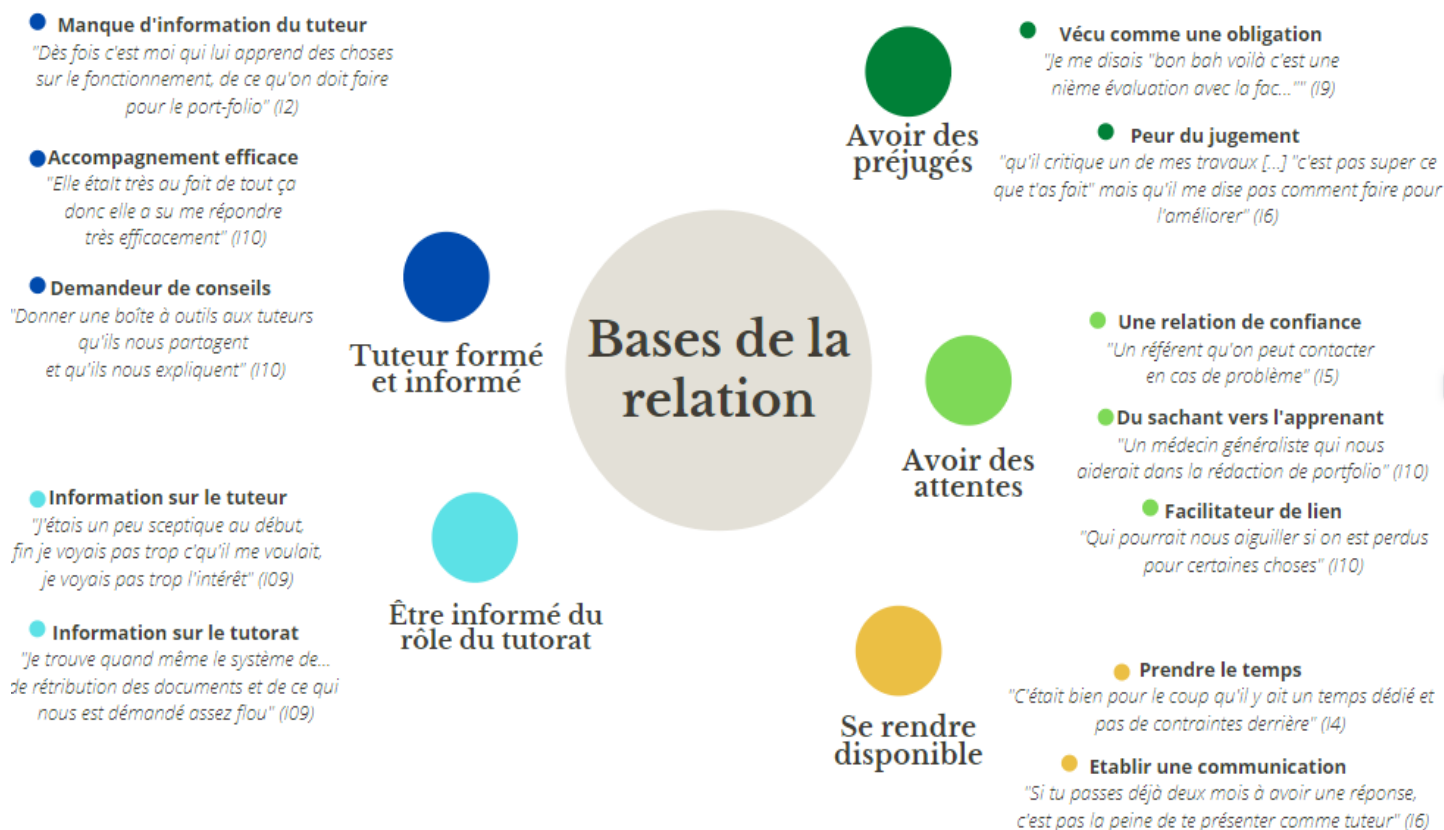 Manque d'information du tuteur
"Dès fois c'est moi qui lui apprend des choses
sur le fonctionnement, de ce qu'on doit faire
pour le port-folio" (I2)
Accompagnement efficace
"Elle était très au fait de tout ça
donc elle a su me répondre
très efficacement" (I10)
Demandeur de conseils
"Donner une boîte à outils aux tuteurs
qu'ils nous partagent
et qu'ils nous expliquent" (I10)
Tuteur formé
et informé
Information sur le tuteur
"J'étais un peu sceptique au début,
fin je voyais pas trop c'qu'il me voulait,
je voyais pas trop l'intérêt" (I09)
Information sur le tutorat
"Je trouve quand même le système de...
de rétribution des documents et de ce qui
nous est démandé assez flou" (I09)
Être informé du
rôle du tutorat
Bases de la
relation
Avoir des
préjugés
Vécu comme une obligation
"Je me disais "bon bah voilà c'est une
nième évaluation avec la fac..."" (I9)
Peur du jugement
"qu'il critique un de mes travaux [...] "c'est pas super ce
que t'as fait" mais qu'il me dise pas comment faire pour
l'améliorer" (I6)
Avoir des
attentes
Une relation de confiance
"Un référent qu'on peut contacter
en cas de problème" (I5)
Du sachant vers l'apprenant
"Un médecin généraliste qui nous
aiderait dans la rédaction de portfolio" (I10)
Facilitateur de lien
"Qui pourrait nous aiguiller si on est perdus
pour certaines choses" (I10)
Se rendre
disponible
Prendre le temps
"C'était bien pour le coup qu'il y ait un temps dédié et
pas de contraintes derrière" (I4)
Etablir une communication
"Si tu passes déjà deux mois à avoir une réponse,
c'est pas la peine de te présenter comme tuteur" (I6)